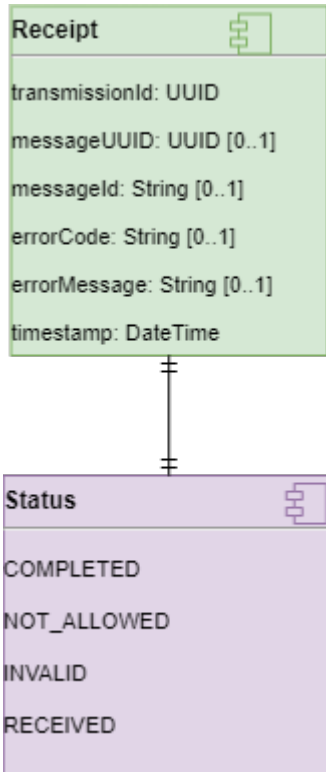 Receipt
transmissionId: UUID
messageUUID: UUID [0..1]
messageId: String [0..1]
errorCode: String [0..1]
errorMessage: String [0..1]
timestamp: DateTime
Status
COMPLETED
NOT_ALLOWED
INVALID
RECEIVED